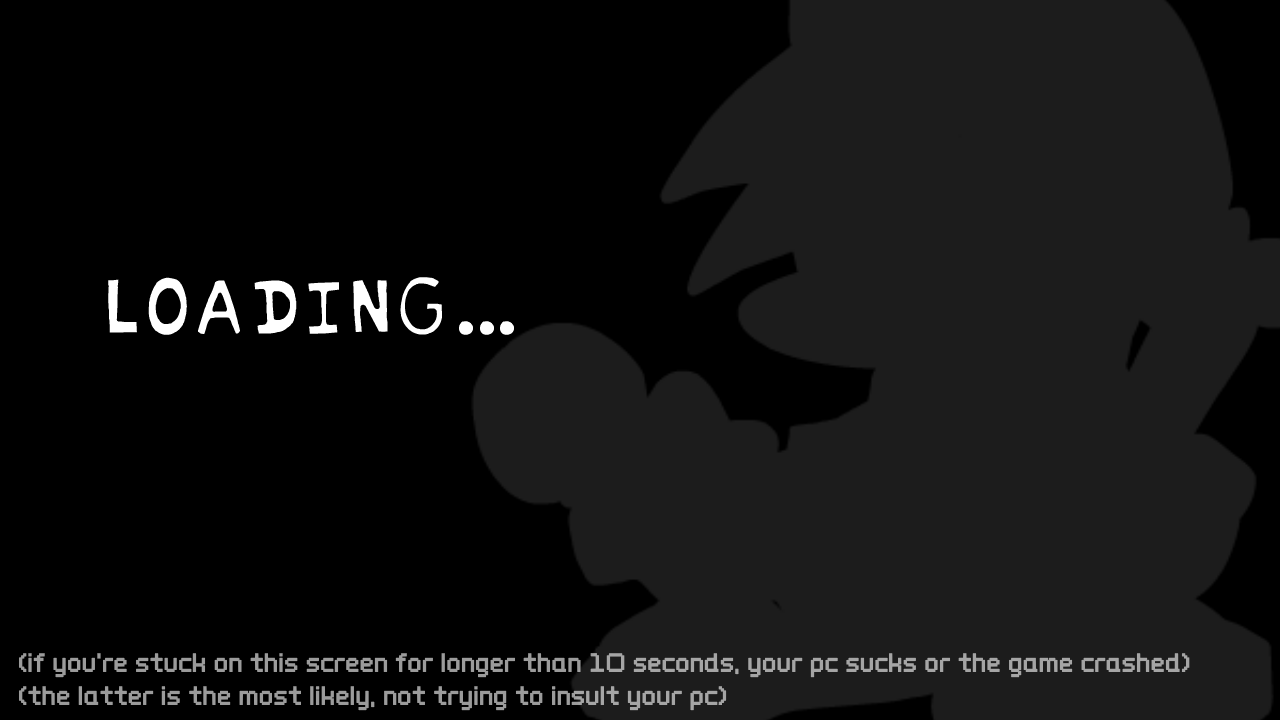 LOADING...
(if you're stuck on this screen for longer than 10 seconds, your pc sucks or the game crashed)
(the latter is the most likely, not trying to insult your pc)